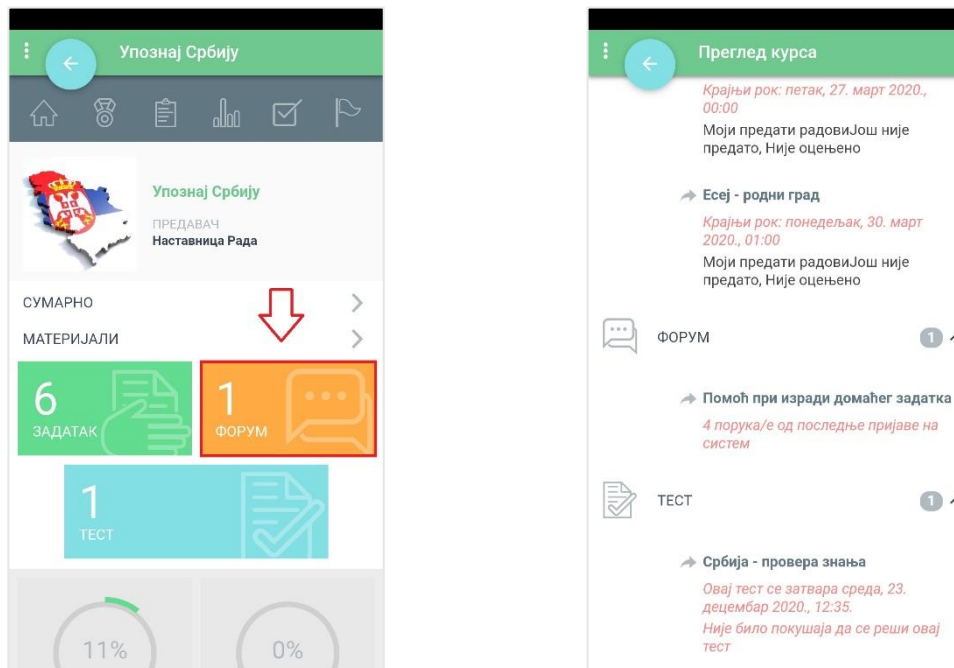 Упознај Србију
Упознај Србију
ПРЕДАВАЧ
Наставница Рада
СУМАРНО
МАТЕРИЈАЛИ
6
ЗАДАТАК
1
ФОРУМ
1
ТЕСТ
11%
0%
Преглед курса
Крајњи рок: петак, 27. март 2020.,
00:00
Моји предати радовиЈош није
предато, Није оцењено
Есеј - родни град
Крајњи рок: понедељак, 30. март
2020., 01:00
Моји предати радовиЈош није
предато, Није оцењено
ФОРУМ 1
Помоћ при изради домаћег задатка
4 порука/е од последње пријаве на
систем
ТЕСТ 1
Србија - провера знања
Овај тест се затвара среда, 23.
децембар 2020., 12:35.
Није било покушаја да се реши овај
тест